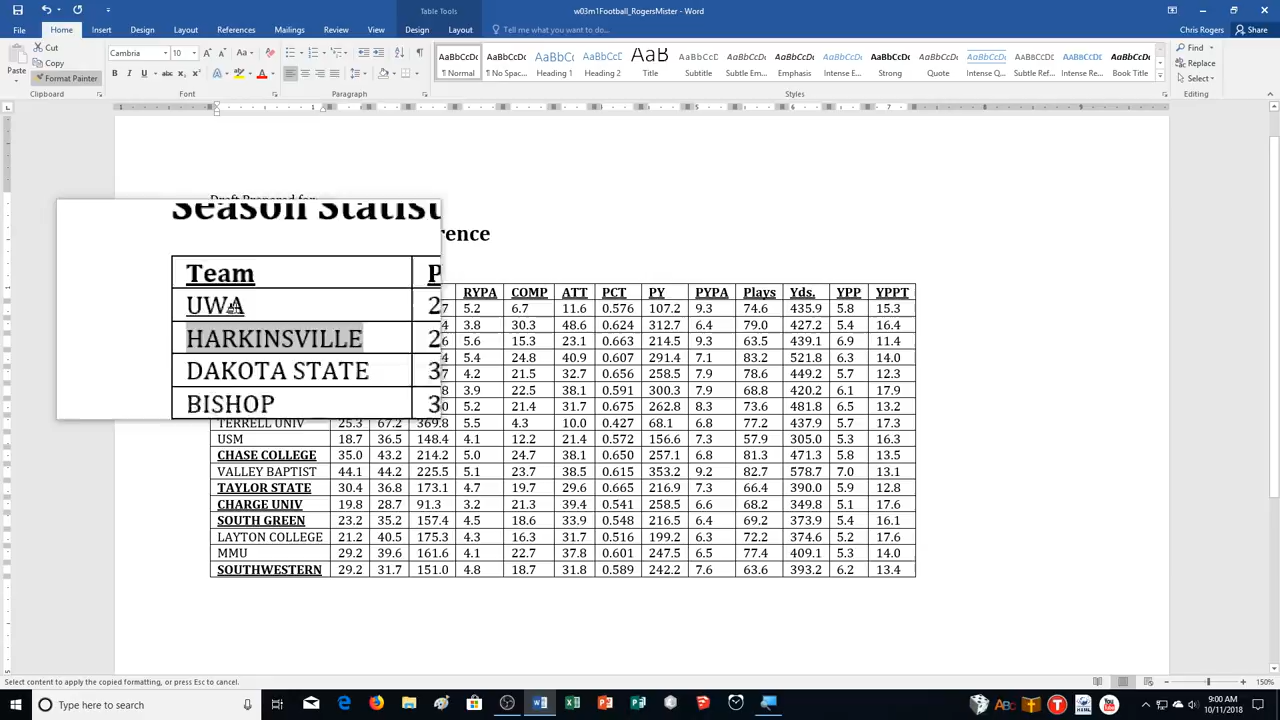 Table Tools
w03m1Football_RogersMister - Word
File Home Insert Design Layout References Mailings Review View Design Layout Tell me what you want to do... Chris Rogers Share
Paste
Cut
Copy
Format Painter
Cambria 10
AaBbCcDc AaBbCcDc AaBbCc AaBbCcD AaB AaBbCcD AaBbCcDc AaBbCcDc AaBbCcDc AaBbCcDc AaBbCcDc AaBbCcDc AaBbCcDc AABBCCDC AaBbCcDc
¶ Normal ¶ No Spac... Heading 1 Heading 2 Title Subtitle Subtle Em... Emphasis Intense E... Strong Quote Intense Q... Subtle Ref... Intense Re... Book Title
Find
Replace
Select
Clipboard Font Paragraph Styles Editing
Draft Prepared for:
Season Statist
rence
Team P
UWA 2
HARKINSVILLE 2
DAKOTA STATE 3
BISHOP 3
RYPA COMP ATT PCT PY PYPA Plays Yds. YPP YPPT
7 5.2 6.7 11.6 0.576 107.2 9.3 74.6 435.9 5.8 15.3
4 3.8 30.3 48.6 0.624 312.7 6.4 79.0 427.2 5.4 16.4
6 5.6 15.3 23.1 0.663 214.5 9.3 63.5 439.1 6.9 11.4
4 5.4 24.8 40.9 0.607 291.4 7.1 83.2 521.8 6.3 14.0
7 4.2 21.5 32.7 0.656 258.5 7.9 78.6 449.2 5.7 12.3
8 3.9 22.5 38.1 0.591 300.3 7.9 68.8 420.2 6.1 17.9
0 5.2 21.4 31.7 0.675 262.8 8.3 73.6 481.8 6.5 13.2
TERRELL UNIV 25.3 67.2 369.8 5.5 4.3 10.0 0.427 68.1 6.8 77.2 437.9 5.7 17.3
USM 18.7 36.5 148.4 4.1 12.2 21.4 0.572 156.6 7.3 57.9 305.0 5.3 16.3
CHASE COLLEGE 35.0 43.2 214.2 5.0 24.7 38.1 0.650 257.1 6.8 81.3 471.3 5.8 13.5
VALLEY BAPTIST 44.1 44.2 225.5 5.1 23.7 38.5 0.615 353.2 9.2 82.7 578.7 7.0 13.1
TAYLOR STATE 30.4 36.8 173.1 4.7 19.7 29.6 0.665 216.9 7.3 66.4 390.0 5.9 12.8
CHARGE UNIV 19.8 28.7 91.3 3.2 21.3 39.4 0.541 258.5 6.6 68.2 349.8 5.1 17.6
SOUTH GREEN 23.2 35.2 157.4 4.5 18.6 33.9 0.548 216.5 6.4 69.2 373.9 5.4 16.1
LAYTON COLLEGE 21.2 40.5 175.3 4.3 16.3 31.7 0.516 199.2 6.3 72.2 374.6 5.2 17.6
MMU 29.2 39.6 161.6 4.1 22.7 37.8 0.601 247.5 6.5 77.4 409.1 5.3 14.0
SOUTHWESTERN 29.2 31.7 151.0 4.8 18.7 31.8 0.589 242.2 7.6 63.6 393.2 6.2 13.4
Select content to apply the copied formatting, or press Esc to cancel. 150%
Type here to search
9:00 AM
10/11/2018